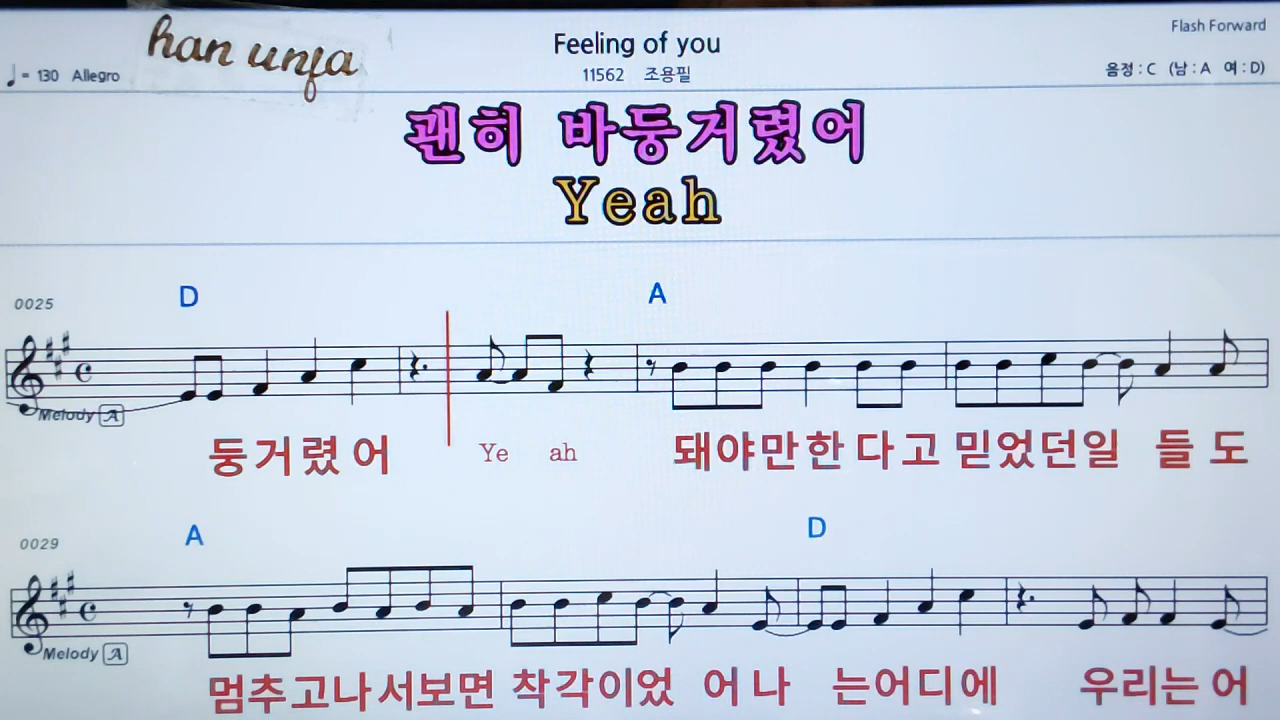 han unja
Feeling of you
Flash Forward
♩= 130 Allegro
11562 조용필
음정 : C (남 : A 여 : D)
괜히 바둥거렸어
Yeah
0025
D A
Melody A
둥거렸어 Ye ah 돼야만한다고 믿었던일 들도
0029
A D
Melody A
멈추고나서보면 착각이었 어나 는어디에 우리는어